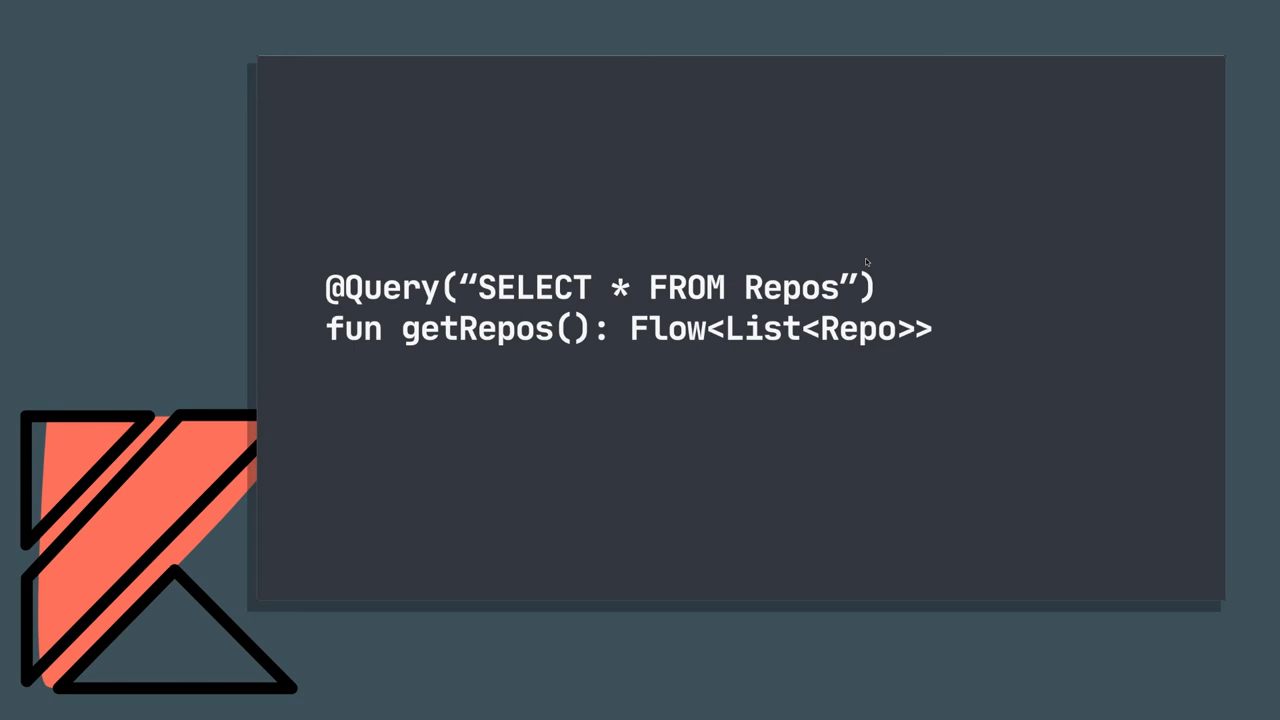 @Query(“SELECT * FROM Repos”)
fun getRepos(): Flow<List<Repo>>